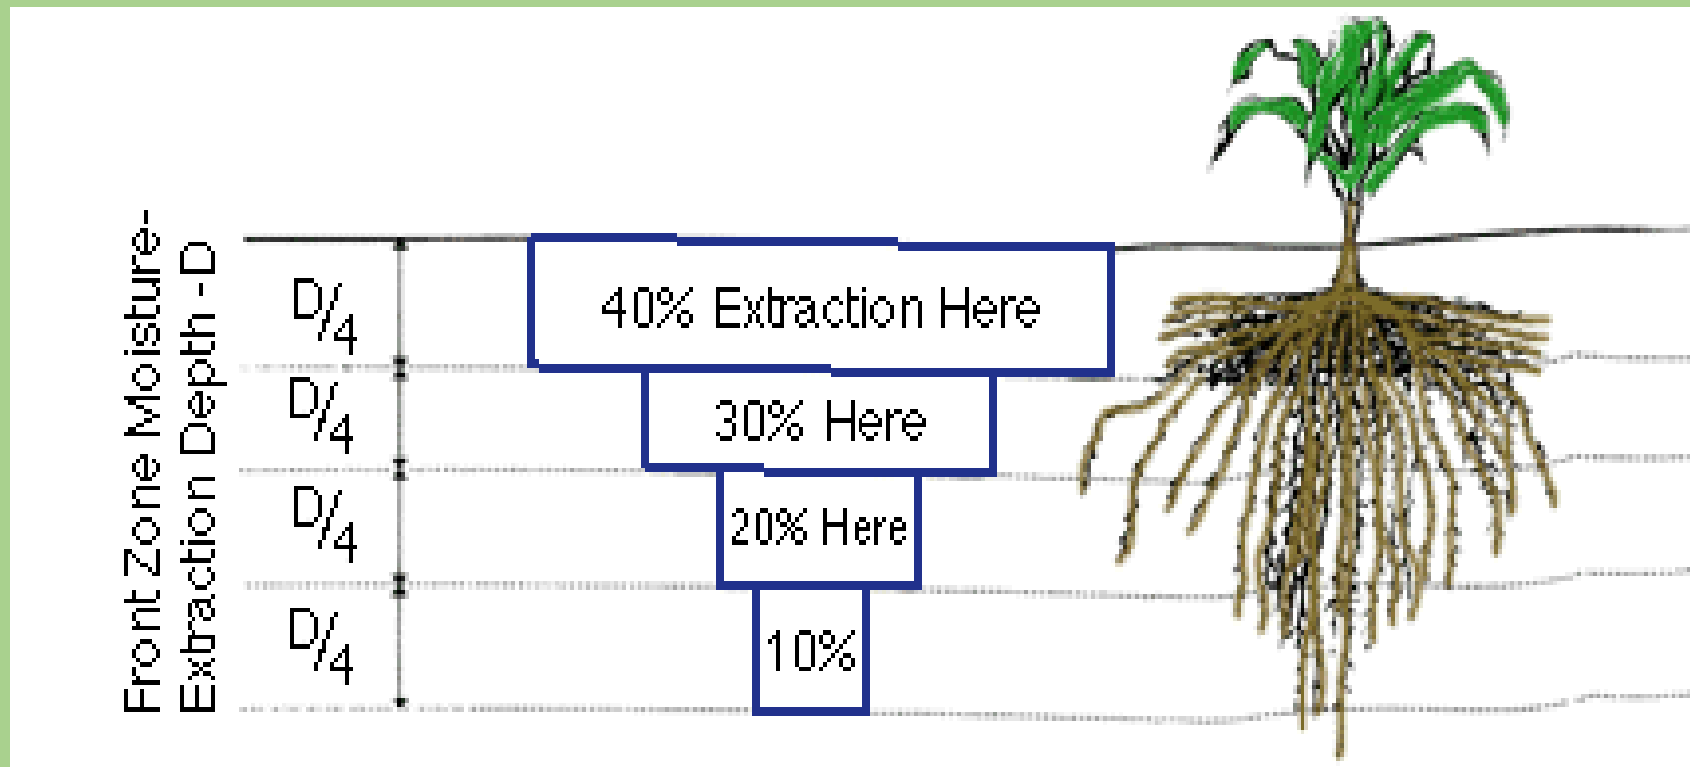 Front Zone Moisture-
Extraction Depth -D
D/4
40% Extraction Here
D/4
30% Here
D/4
20% Here
D/4
10%